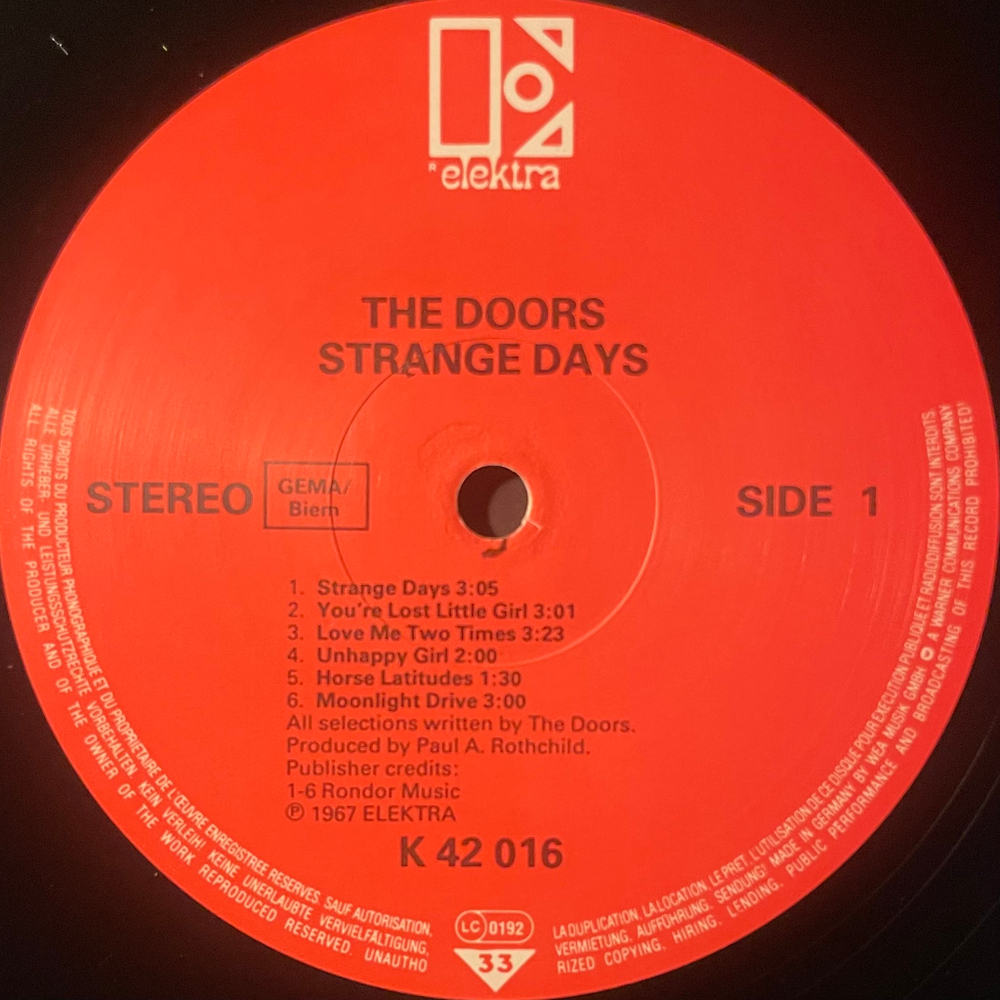 R elektra
THE DOORS
STRANGE DAYS
STEREO
GEMA/
Biem
SIDE 1
1. Strange Days 3:05
2. You're Lost Little Girl 3:01
3. Love Me Two Times 3:23
4. Unhappy Girl 2:00
5. Horse Latitudes 1:30
6. Moonlight Drive 3:00
All selections written by The Doors.
Produced by Paul A. Rothchild.
Publisher credits:
1-6 Rondor Music
℗ 1967 ELEKTRA
K 42 016
LC 0192
33
TOUS DROITS DU PRODUCTEUR PHONOGRAPHIQUE ET DU PROPRIETAIRE DE L'ŒUVRE ENREGISTREE RESERVES. SAUF AUTORISATION,
LA DUPLICATION, LA LOCATION, LE PRET, L'UTILISATION DE CE DISQUE POUR EXECUTION PUBLIQUE ET RADIODIFFUSION SONT INTERDITS.
ALLE URHEBER- UND LEISTUNGSSCHUTZRECHTE VORBEHALTEN. KEIN VERLEIH! KEINE UNERLAUBTE VERVIELFÄLTIGUNG,
VERMIETUNG, AUFFÜHRUNG, SENDUNG! MADE IN GERMANY BY WEA MUSIK GMBH A WARNER COMMUNICATIONS COMPANY
ALL RIGHTS OF THE PRODUCER AND OF THE OWNER OF THE WORK REPRODUCED RESERVED. UNAUTHO
RIZED COPYING, HIRING, LENDING, PUBLIC PERFORMANCE AND BROADCASTING OF THIS RECORD PROHIBITED!